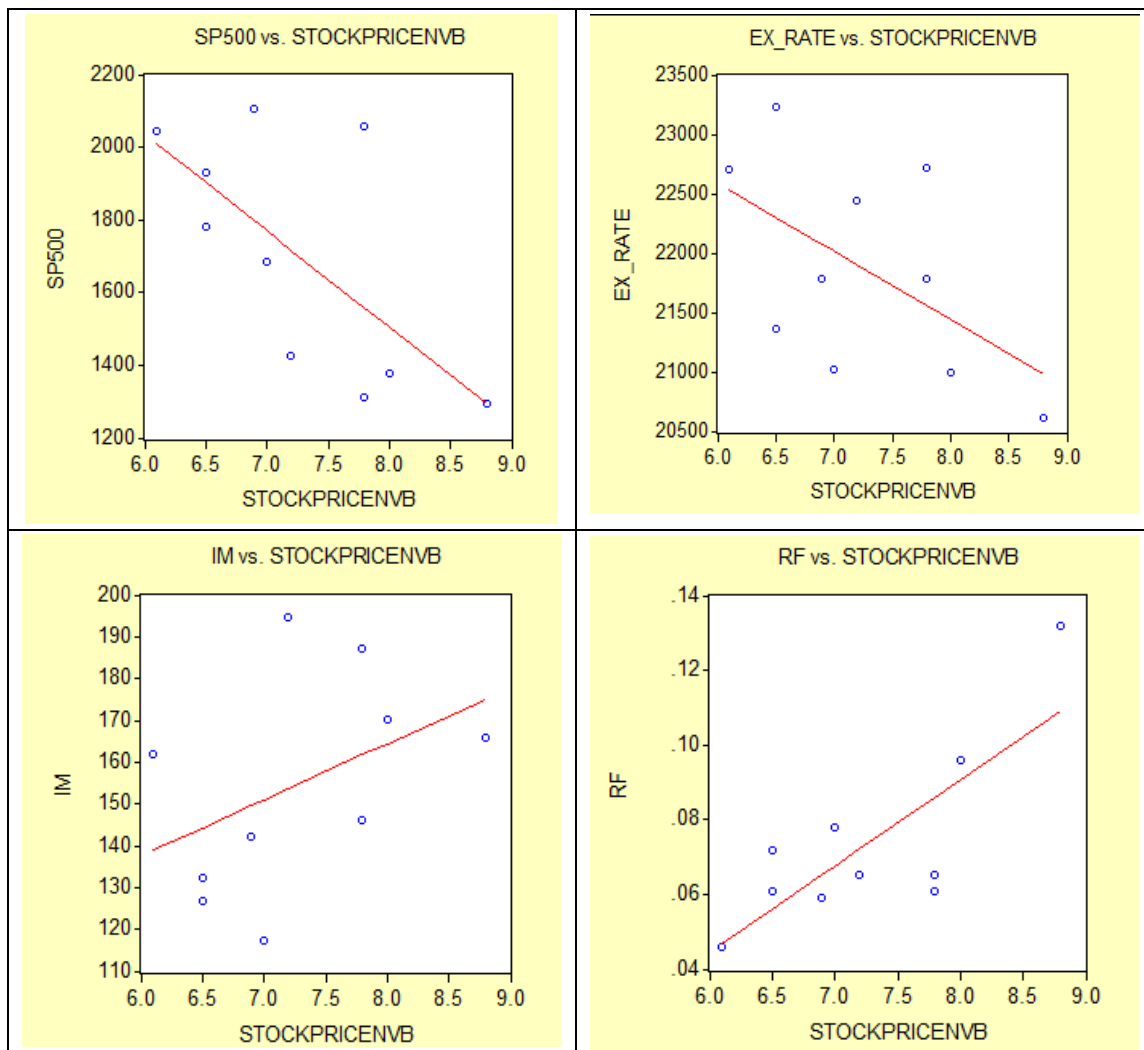 SP500 vs. STOCKPRICENVB
2200
2000
1800
1600
1400
1200
SP500
6.0 6.5 7.0 7.5 8.0 8.5 9.0
STOCKPRICENVB
EX_RATE vs. STOCKPRICENVB
23500
23000
22500
22000
21500
21000
20500
EX_RATE
6.0 6.5 7.0 7.5 8.0 8.5 9.0
STOCKPRICENVB
IM vs. STOCKPRICENVB
200
190
180
170
160
150
140
130
120
110
IM
6.0 6.5 7.0 7.5 8.0 8.5 9.0
STOCKPRICENVB
RF vs. STOCKPRICENVB
.14
.12
.10
.08
.06
.04
RF
6.0 6.5 7.0 7.5 8.0 8.5 9.0
STOCKPRICENVB